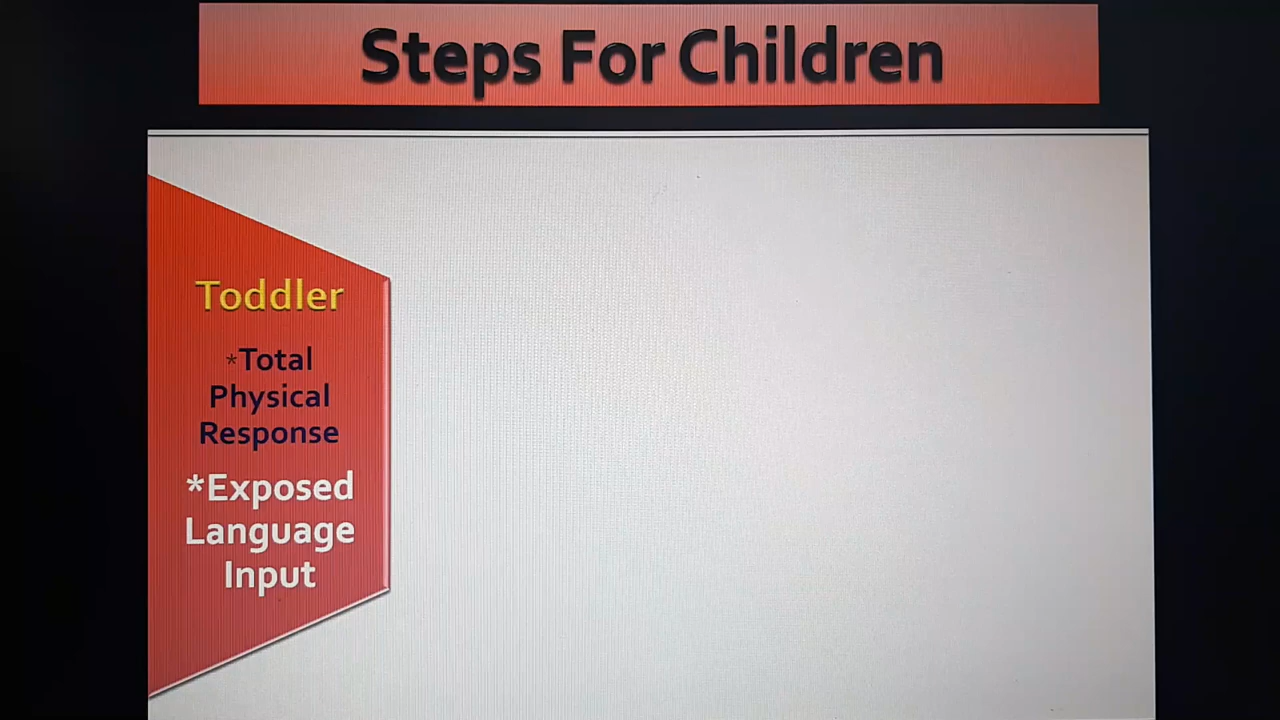 Steps For Children
Toddler
*Total
Physical
Response
*Exposed
Language
Input